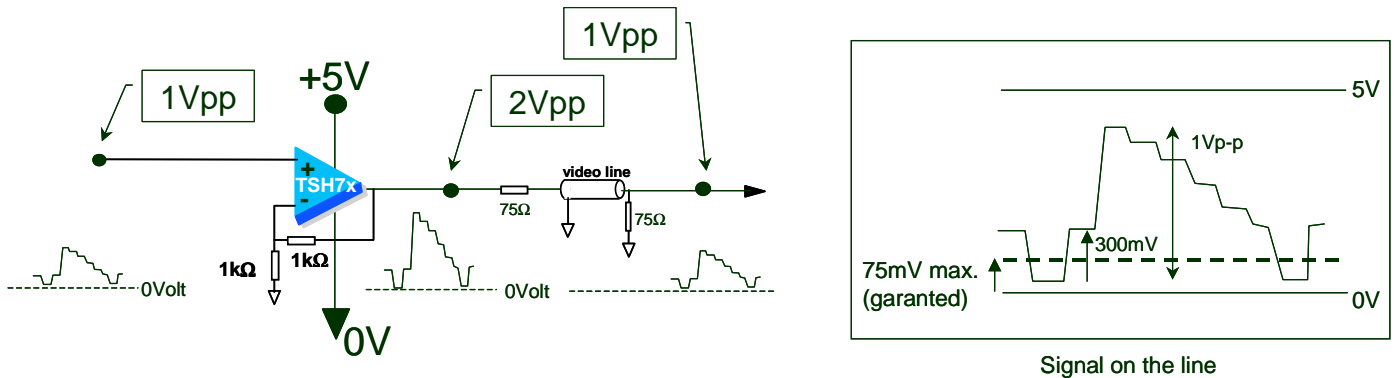 1Vpp
+5V
1Vpp
2Vpp
+
TSH7x
-
video line
75Ω
75Ω
1kΩ
1kΩ
0Volt
0Volt
0V
5V
1Vp-p
300mV
75mV max.
(garanted)
0V
Signal on the line